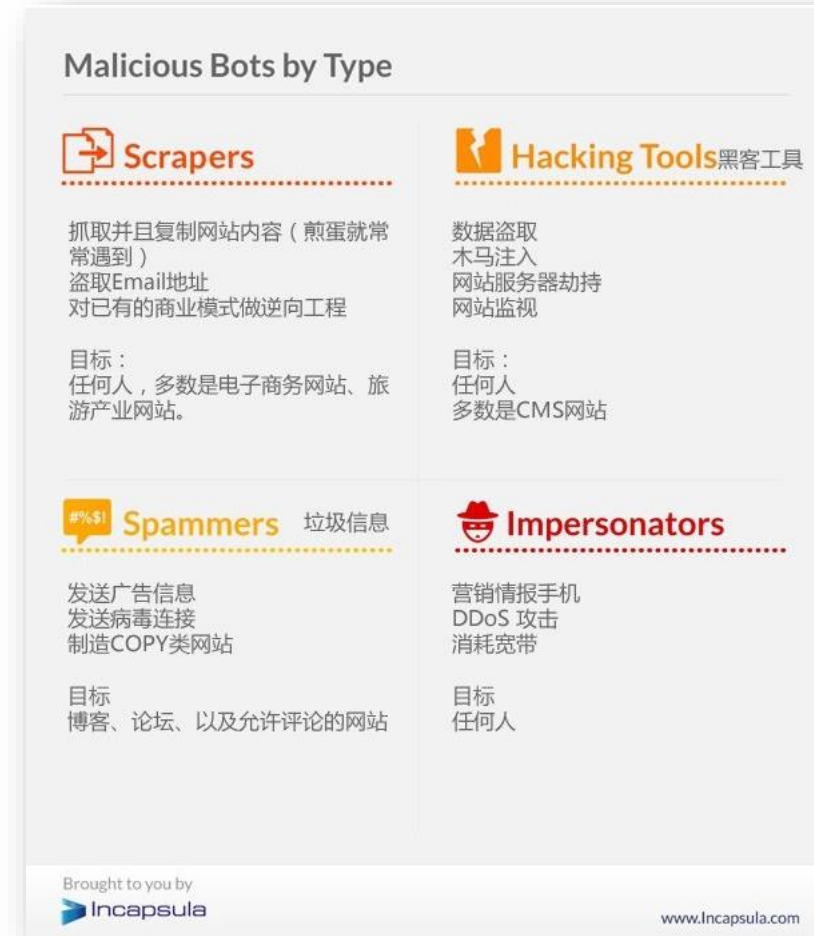 Malicious Bots by Type
Scrapers
抓取并且复制网站内容（煎蛋就常
常遇到）
盗取Email地址
对已有的商业模式做逆向工程
目标：
任何人，多数是电子商务网站、旅
游产业网站。
Hacking Tools黑客工具
数据盗取
木马注入
网站服务器劫持
网站监视
目标：
任何人
多数是CMS网站
#%$! Spammers 垃圾信息
发送广告信息
发送病毒连接
制造COPY类网站
目标
博客、论坛、以及允许评论的网站
Impersonators
营销情报手机
DDoS 攻击
消耗宽带
目标
任何人
Brought to you by
Incapsula
www.Incapsula.com